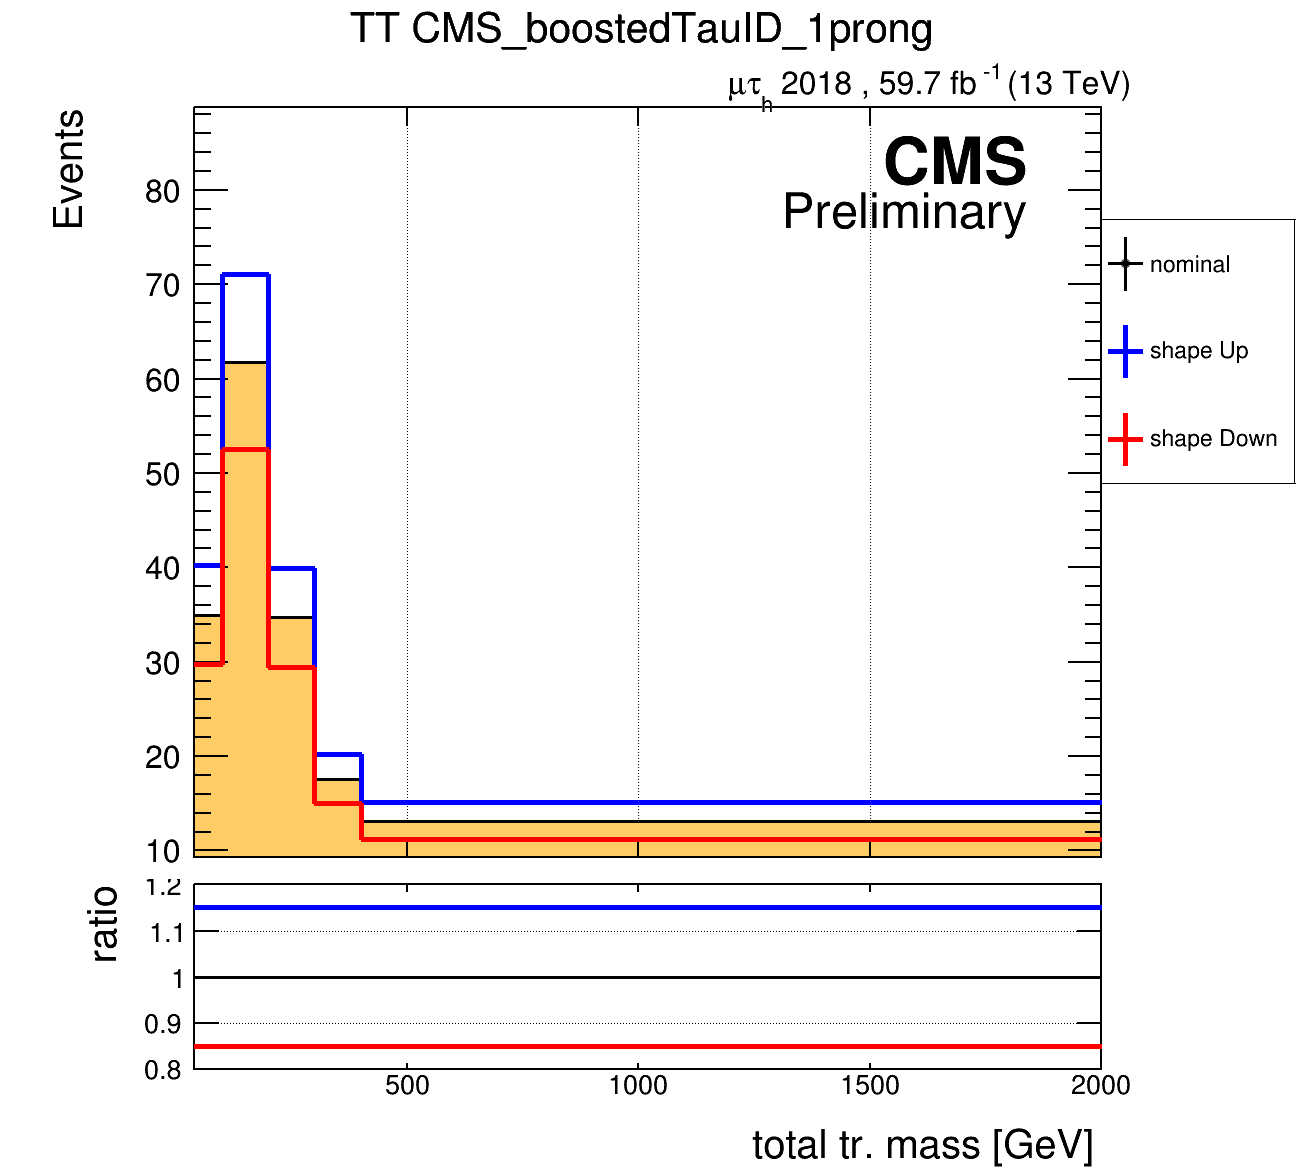 TT CMS_boostedTauID_1prong
μτh 2018 , 59.7 fb-1 (13 TeV)
Events
CMS
Preliminary
80
70
60
50
40
30
20
10
nominal
shape Up
shape Down
ratio
1.2
1.1
1
0.9
0.8
500 1000 1500 2000
total tr. mass [GeV]